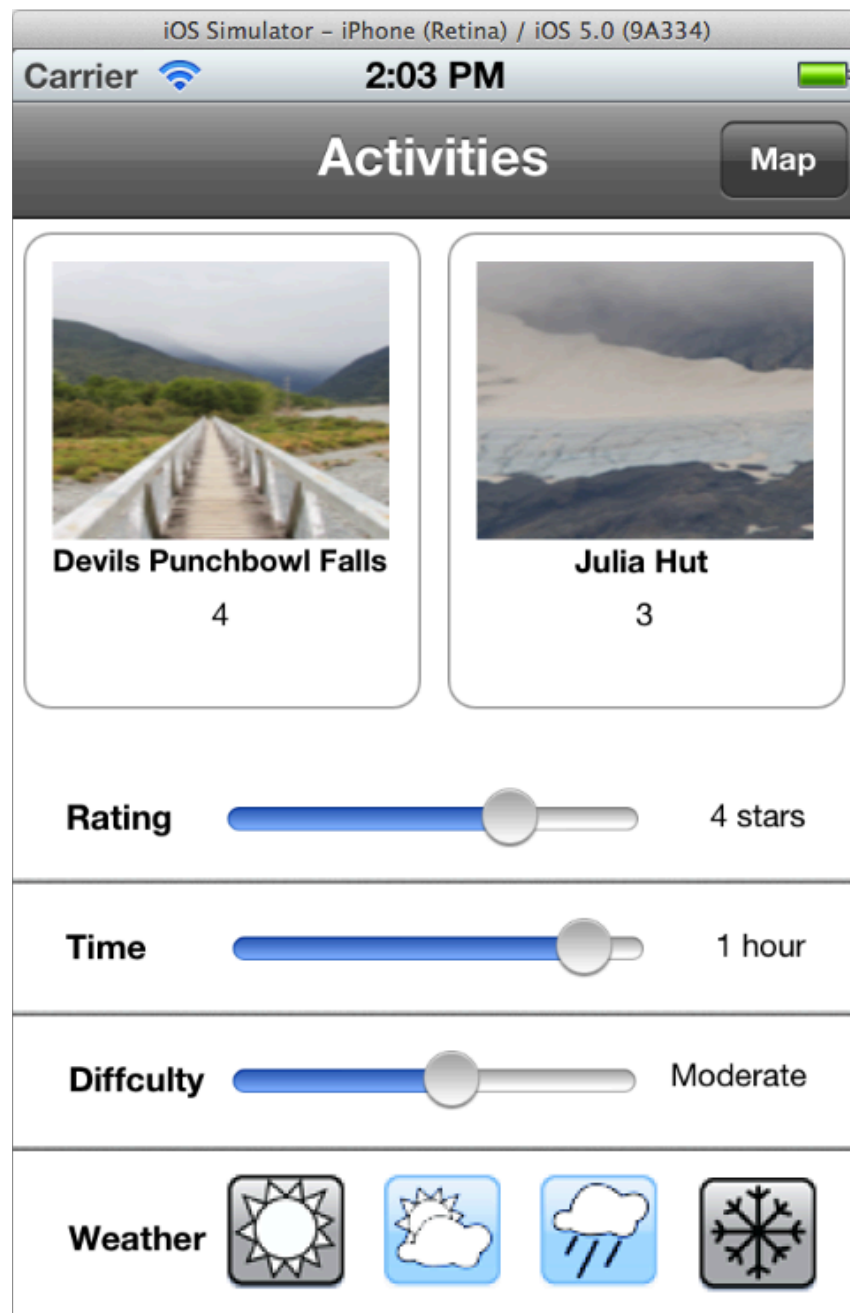 iOS Simulator – iPhone (Retina) / iOS 5.0 (9A334)
Carrier 2:03 PM
Activities Map
Devils Punchbowl Falls
4
Julia Hut
3
Rating 4 stars
Time 1 hour
Diffculty Moderate
Weather